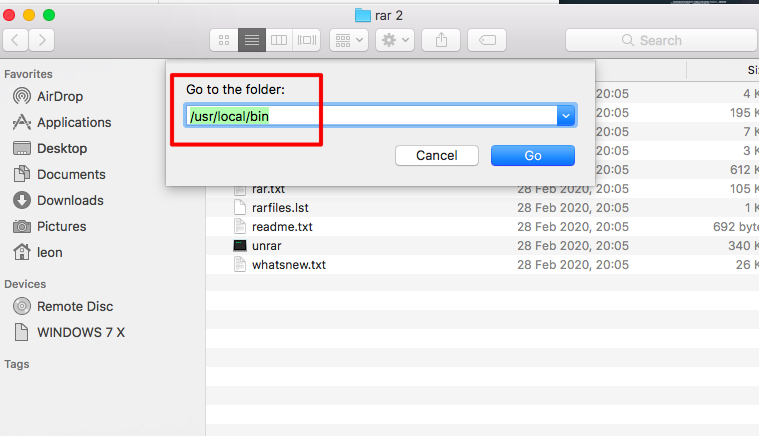 rar 2
Search
Favorites
AirDrop
Applications
Desktop
Documents
Downloads
Pictures
leon
Devices
Remote Disc
WINDOWS 7 X
Tags
Go to the folder:
/usr/local/bin
Cancel Go
20:05 4 K
20:05 195 K
20:05 7 K
20:05 3 K
20:05 612 K
rar.txt 28 Feb 2020, 20:05 105 K
rarfiles.lst 28 Feb 2020, 20:05 1 K
readme.txt 28 Feb 2020, 20:05 692 byt
unrar 28 Feb 2020, 20:05 340 K
whatsnew.txt 28 Feb 2020, 20:05 26 K